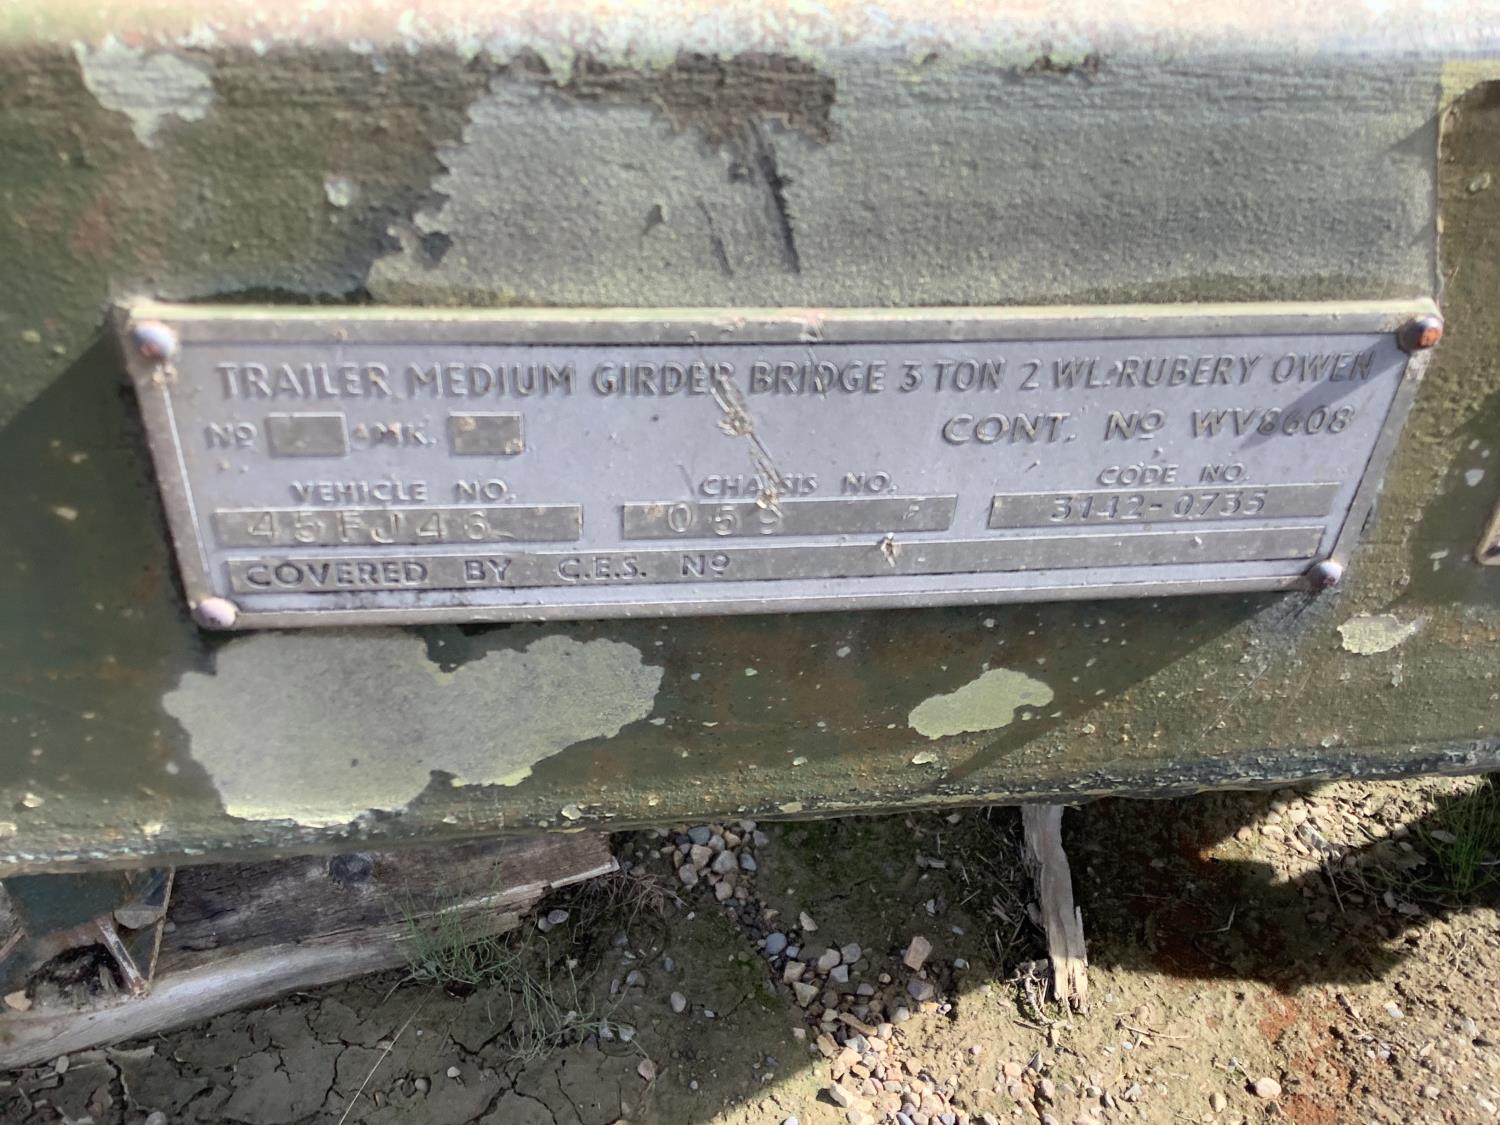 TRAILER MEDIUM GIRDER BRIDGE 3 TON 2 WL. RUBERY OWEN
No & MK. CONT. No WV8608
VEHICLE NO. CHASSIS NO. CODE NO.
45FJ46 059 F 3142-0735
COVERED BY C.E.S. No